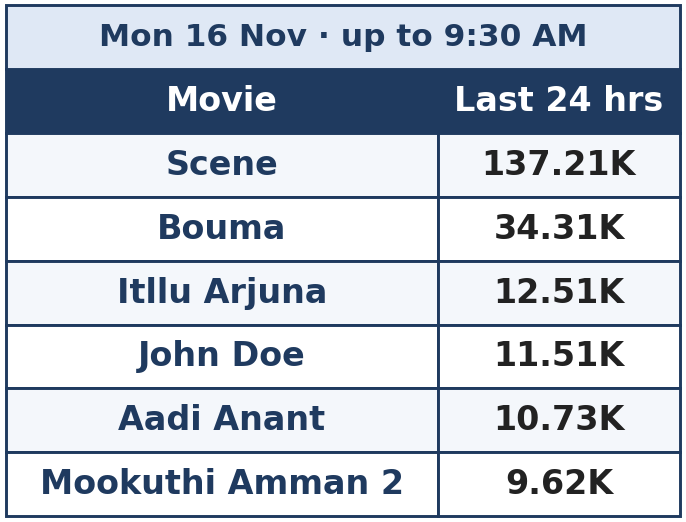 Mon 16 Nov · up to 9:30 AM
Movie Last 24 hrs
Scene 137.21K
Bouma 34.31K
Itllu Arjuna 12.51K
John Doe 11.51K
Aadi Anant 10.73K
Mookuthi Amman 2 9.62K